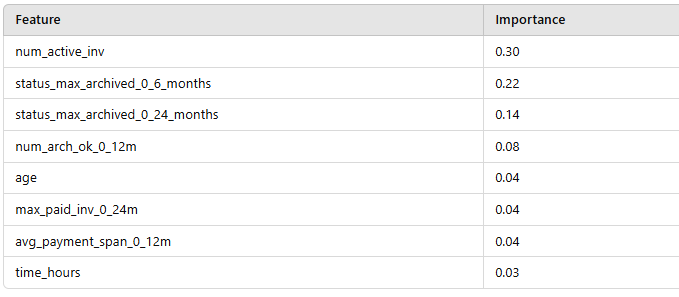 Feature Importance
num_active_inv 0.30
status_max_archived_0_6_months 0.22
status_max_archived_0_24_months 0.14
num_arch_ok_0_12m 0.08
age 0.04
max_paid_inv_0_24m 0.04
avg_payment_span_0_12m 0.04
time_hours 0.03